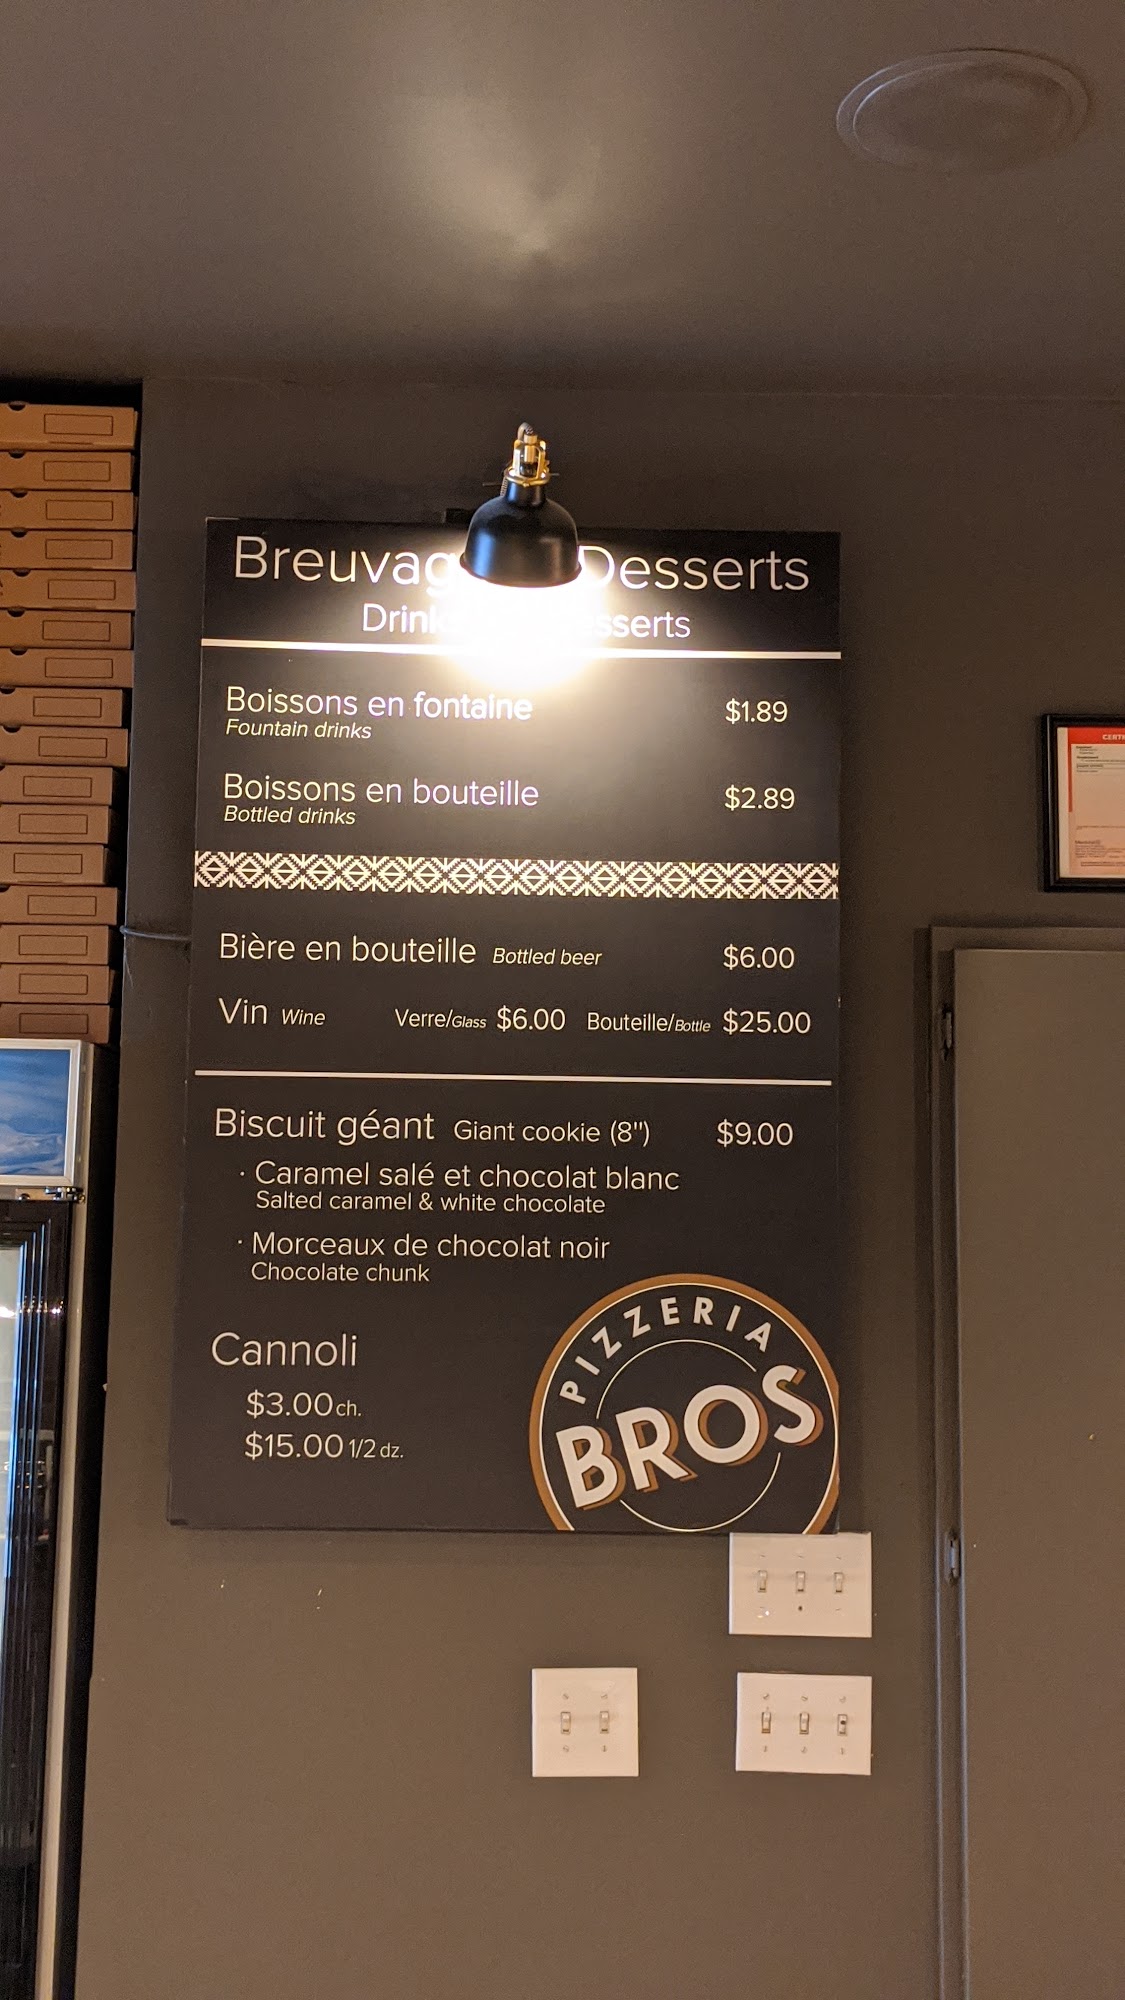 Breuvag Desserts
Drink esserts
Boissons en fontaine $1.89
Fountain drinks
Boissons en bouteille $2.89
Bottled drinks
Bière en bouteille Bottled beer $6.00
Vin Wine Verre/Glass $6.00 Bouteille/Bottle $25.00
Biscuit géant Giant cookie (8") $9.00
· Caramel salé et chocolat blanc
Salted caramel & white chocolate
· Morceaux de chocolat noir
Chocolate chunk
Cannoli
$3.00 ch.
$15.00 1/2 dz.
PIZZERIA
BROS
CERTI